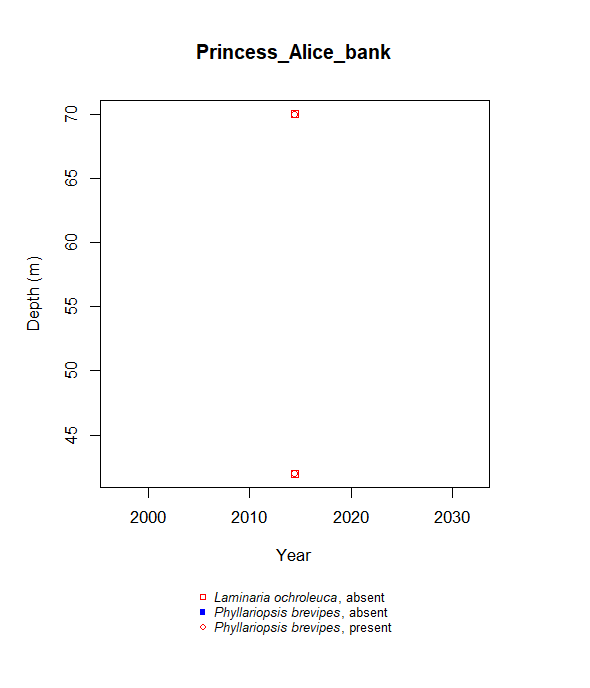 Princess_Alice_bank
70
65
60
55
50
45
Depth (m)
2000 2010 2020 2030
Year
Laminaria ochroleuca, absent
Phyllariopsis brevipes, absent
Phyllariopsis brevipes, present